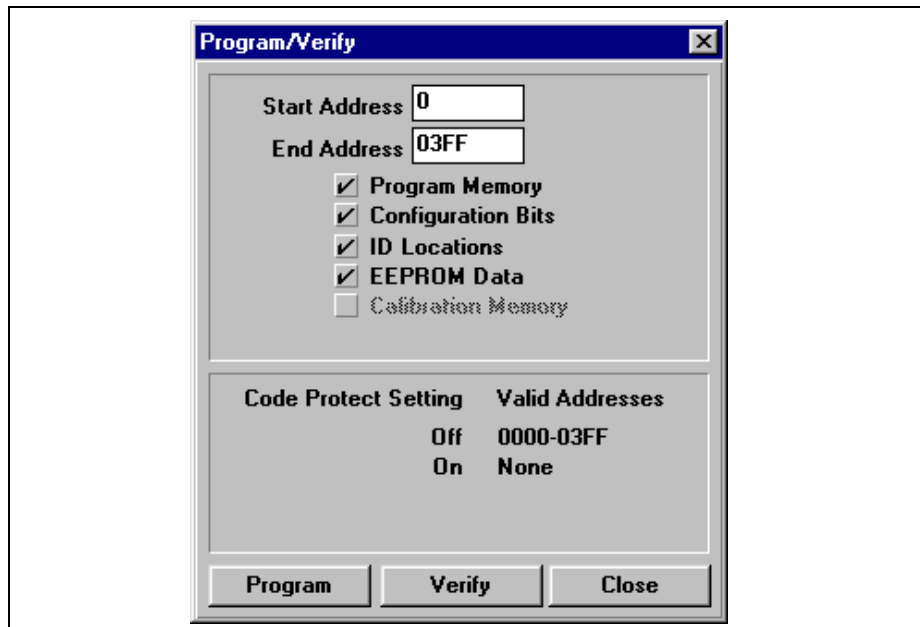 Program/Verify
Start Address 0
End Address 03FF
Program Memory
Configuration Bits
ID Locations
EEPROM Data
Calibration Memory
Code Protect Setting Valid Addresses
Off 0000-03FF
On None
Program Verify Close